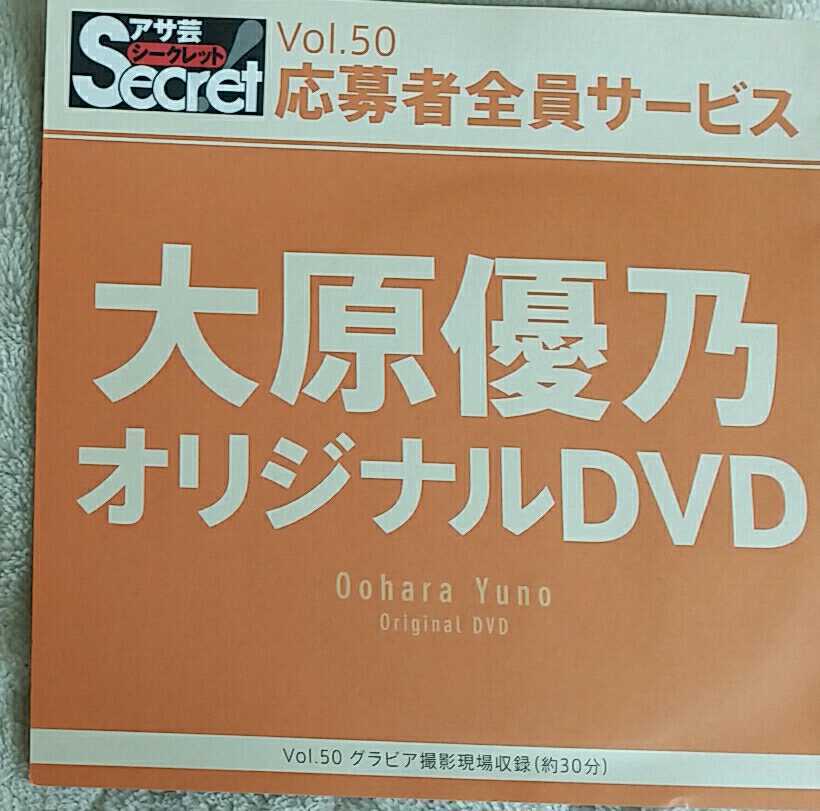 アサ芸
シークレット
Secret!
Vol.50
応募者全員サービス
大原優乃
オリジナルDVD
Oohara Yuno
Original DVD
Vol.50 グラビア撮影現場収録(約30分)